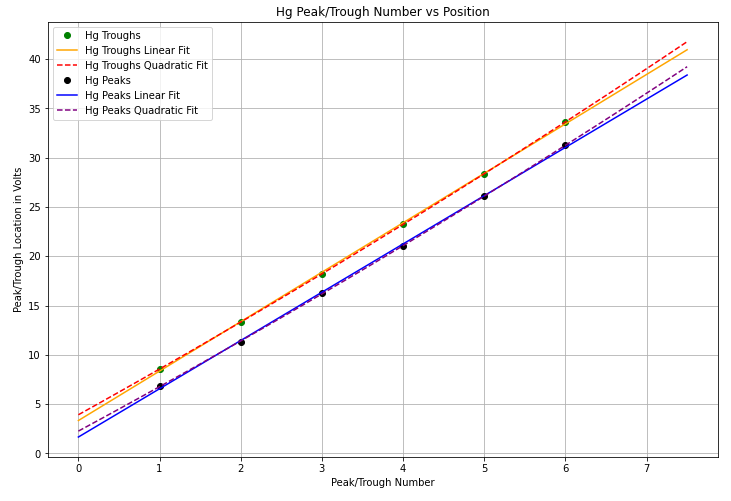 Hg Peak/Trough Number vs Position
Hg Troughs
Hg Troughs Linear Fit
Hg Troughs Quadratic Fit
Hg Peaks
Hg Peaks Linear Fit
Hg Peaks Quadratic Fit
40
35
30
25
20
15
10
5
0
Peak/Trough Location in Volts
0 1 2 3 4 5 6 7
Peak/Trough Number